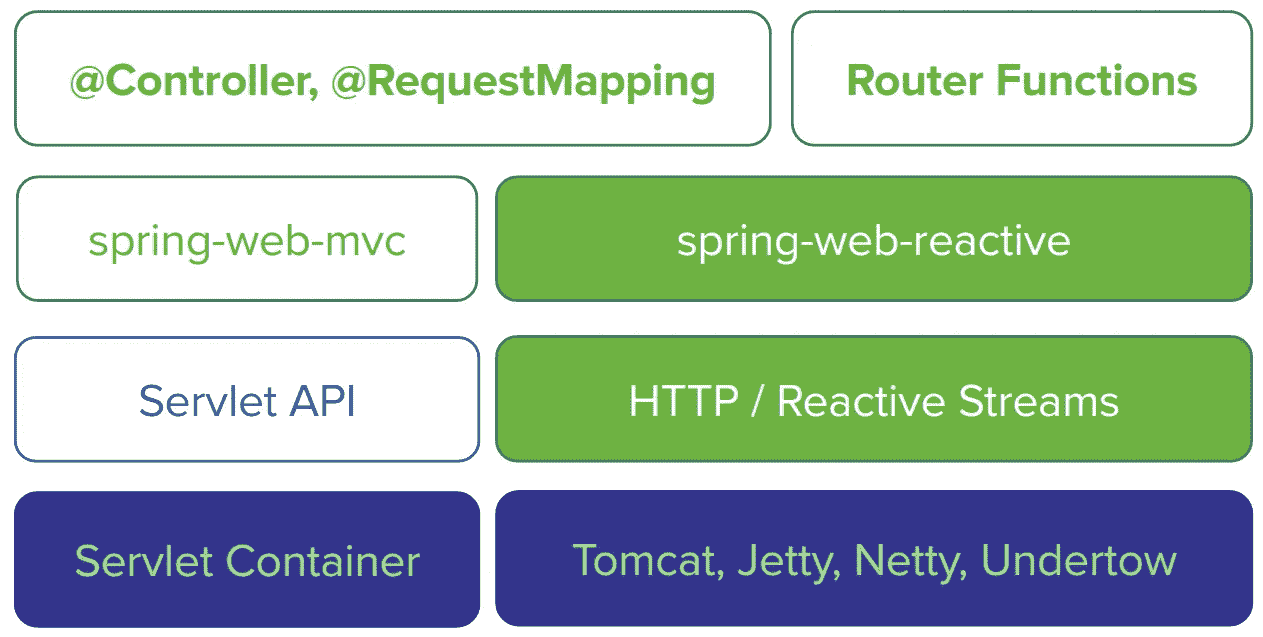 @Controller, @RequestMapping
Router Functions
spring-web-mvc
spring-web-reactive
Servlet API
HTTP / Reactive Streams
Servlet Container
Tomcat, Jetty, Netty, Undertow